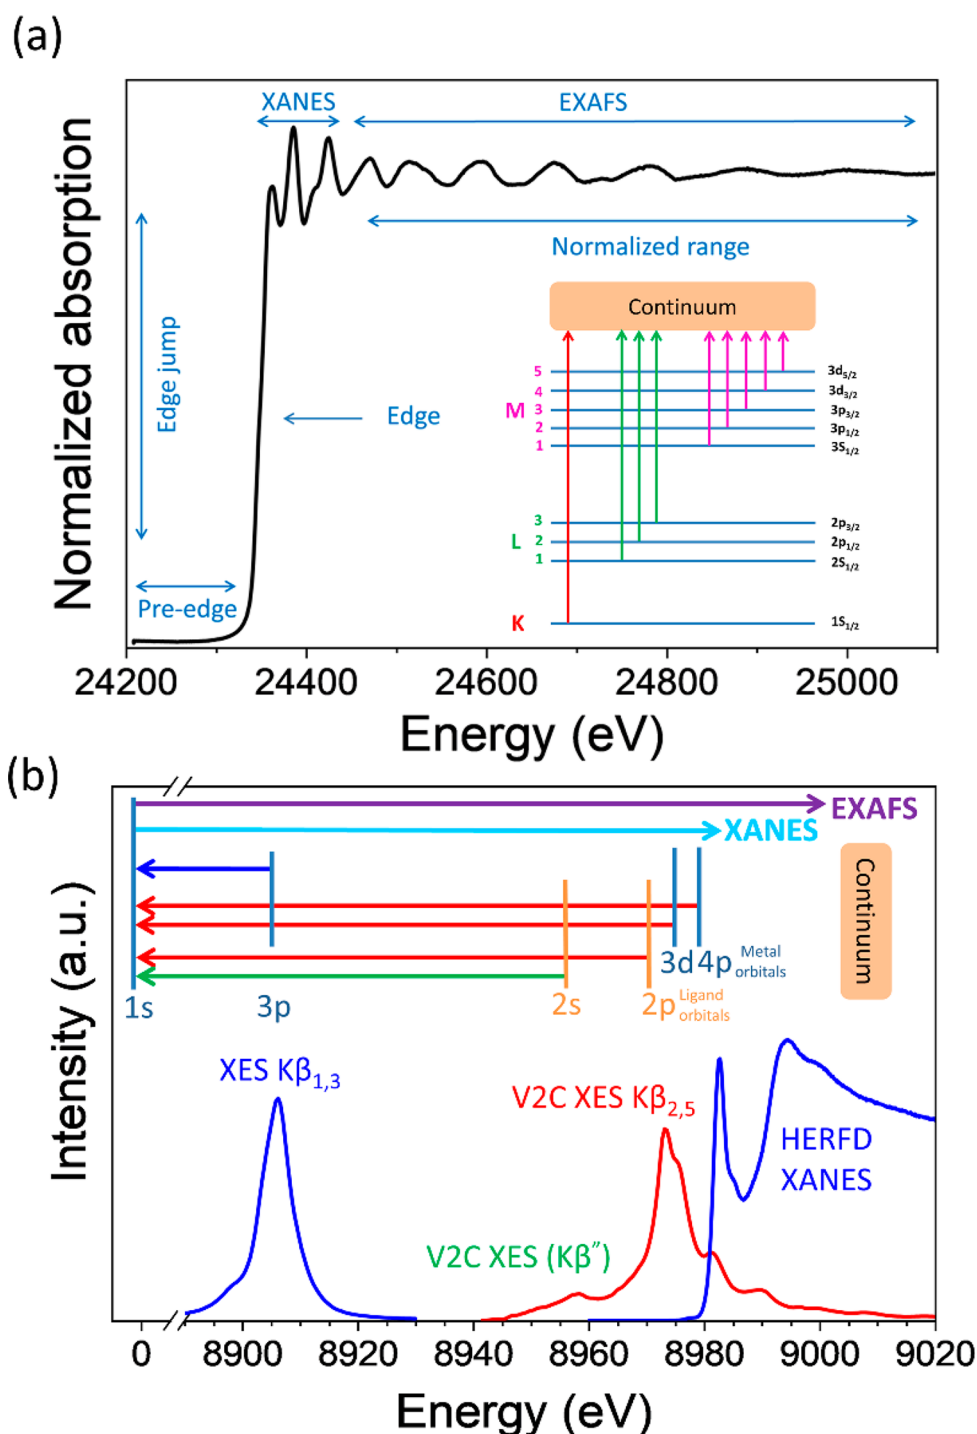 (a)
XANES
EXAFS
Normalized absorption
Edge jump
Normalized range
Edge
Pre-edge
Continuum
5 3d5/2
4 3d3/2
M 3 3p3/2
2 3p1/2
1 3S1/2
3 2p3/2
L 2 2p1/2
1 2S1/2
K 1S1/2
24200 24400 24600 24800 25000
Energy (eV)
(b)
EXAFS
XANES
Continuum
Intensity (a.u.)
3d 4p Metal
orbitals
1s 3p 2s 2p Ligand
orbitals
XES Kβ1,3
V2C XES Kβ2,5
HERFD
XANES
V2C XES (Kβ″)
0 8900 8920 8940 8960 8980 9000 9020
Energy (eV)